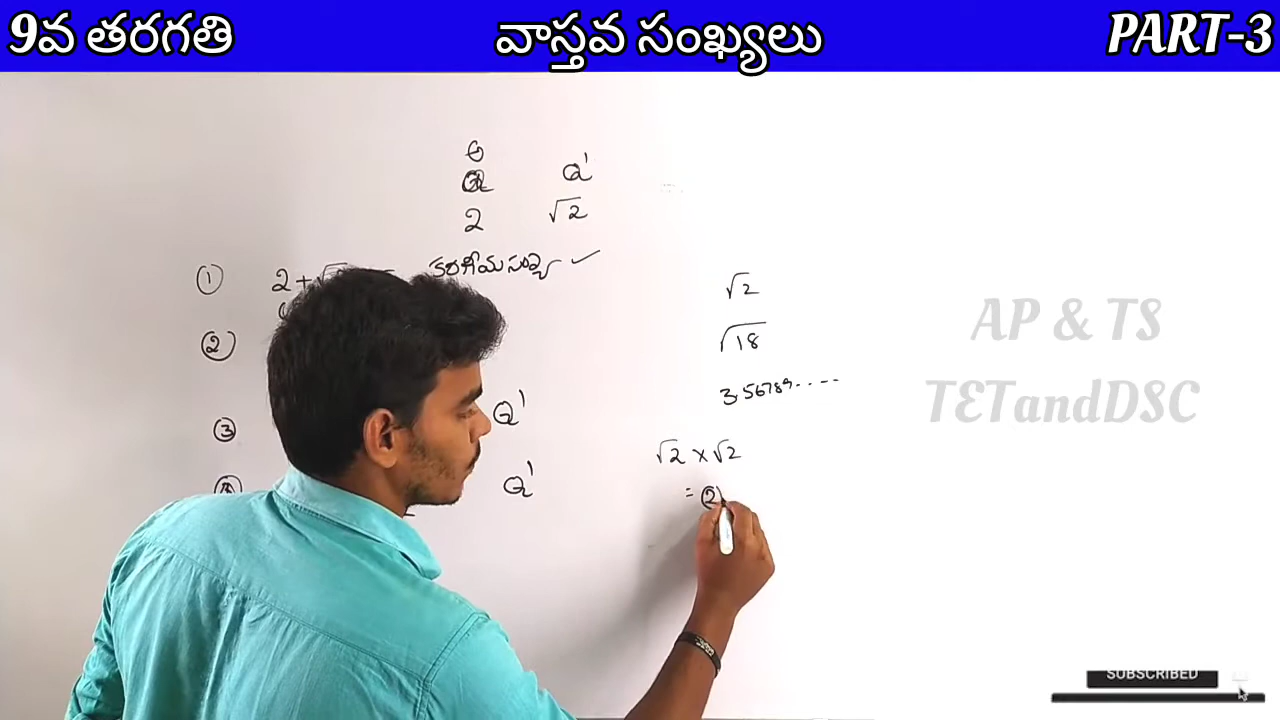 9వ తరగతి వాస్తవ సంఖ్యలు PART-3
Q Q'
2 √2
① 2 + √ కరణీయ సంఖ్య ✓
②
③ Q'
Q'
√2
√18
3.56789....
√2 x √2
= 2
AP & TS
TETandDSC
SUBSCRIBED